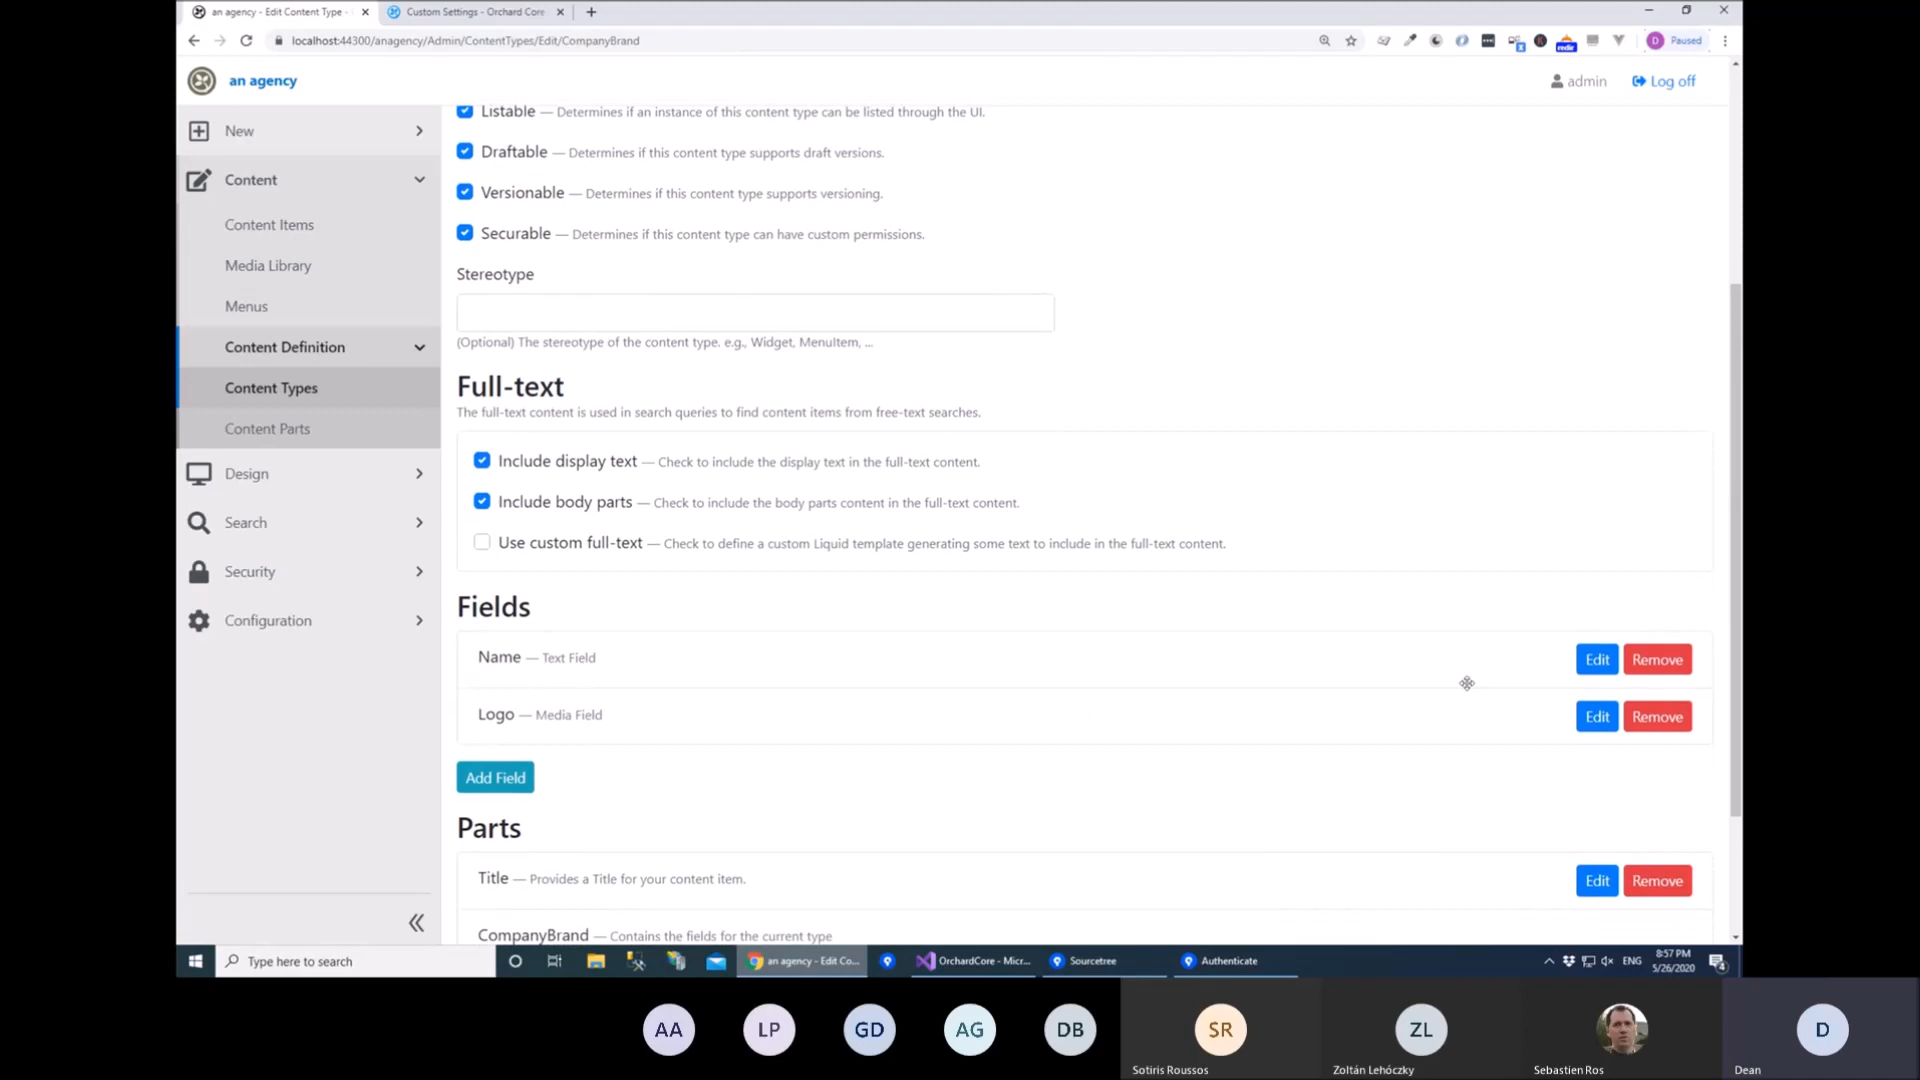 an agency - Edit Content Type -
Custom Settings - Orchard Core
localhost:44300/anagency/Admin/ContentTypes/Edit/CompanyBrand
Paused
an agency
admin
Log off
New
Content
Content Items
Media Library
Menus
Content Definition
Content Types
Content Parts
Design
Search
Security
Configuration
Listable — Determines if an instance of this content type can be listed through the UI.
Draftable — Determines if this content type supports draft versions.
Versionable — Determines if this content type supports versioning.
Securable — Determines if this content type can have custom permissions.
Stereotype
(Optional) The stereotype of the content type. e.g., Widget, MenuItem, ...
Full-text
The full-text content is used in search queries to find content items from free-text searches.
Include display text — Check to include the display text in the full-text content.
Include body parts — Check to include the body parts content in the full-text content.
Use custom full-text — Check to define a custom Liquid template generating some text to include in the full-text content.
Fields
Name — Text Field
Edit Remove
Logo — Media Field
Edit Remove
Add Field
Parts
Title — Provides a Title for your content item.
Edit Remove
CompanyBrand — Contains the fields for the current type
Type here to search
an agency - Edit Co...
OrchardCore - Micr...
Sourcetree
Authenticate
ENG
8:57 PM
5/26/2020
4
AA
LP
GD
AG
DB
SR
ZL
D
Sotiris Roussos
Zoltán Lehóczky
Sebastien Ros
Dean